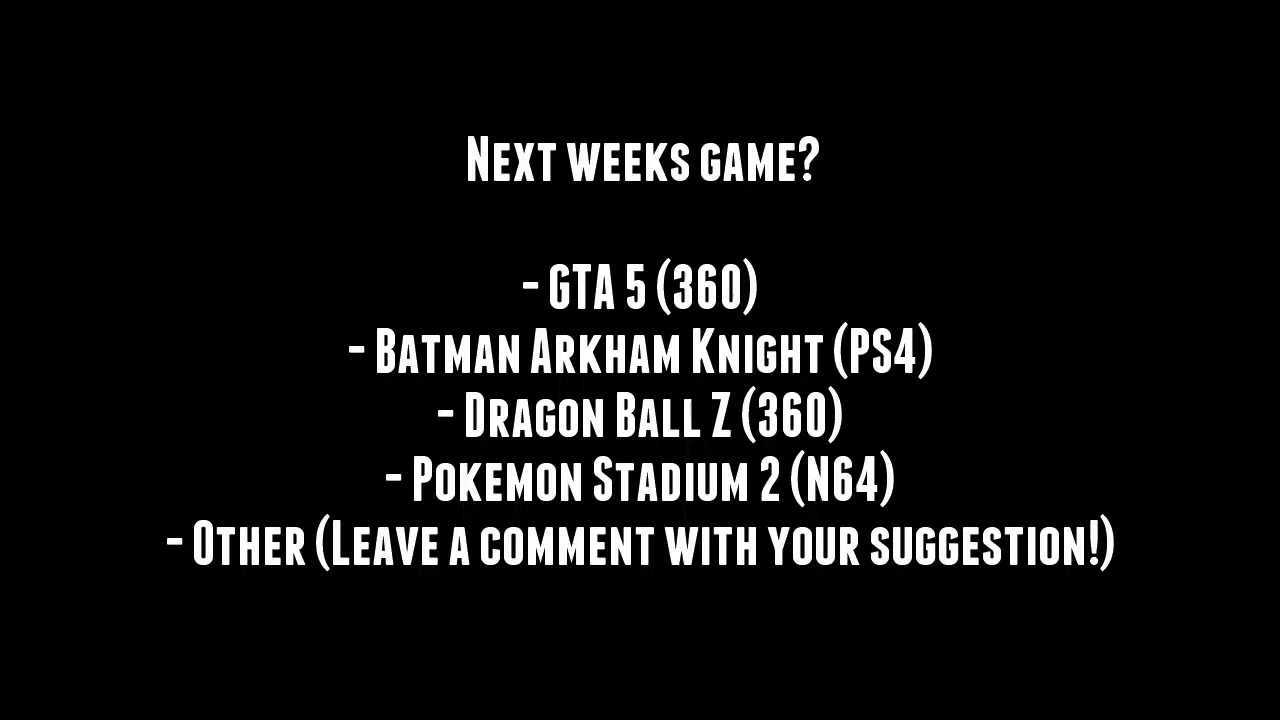 Next weeks game?
- GTA 5 (360)
- Batman Arkham Knight (PS4)
- Dragon Ball Z (360)
- Pokemon Stadium 2 (N64)
- Other (Leave a comment with your suggestion!)